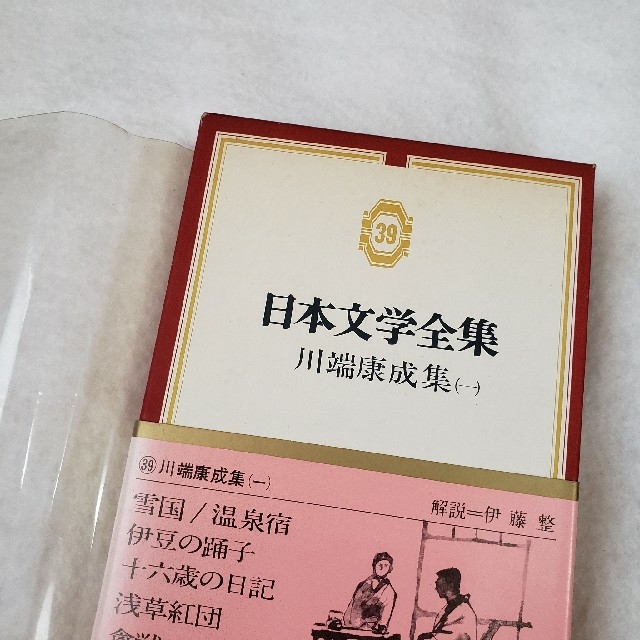 39
日本文学全集
川端康成集(一)
㊴川端康成集(一)
解説=伊藤 整
雪国/温泉宿
伊豆の踊子
十六歳の日記
浅草紅団